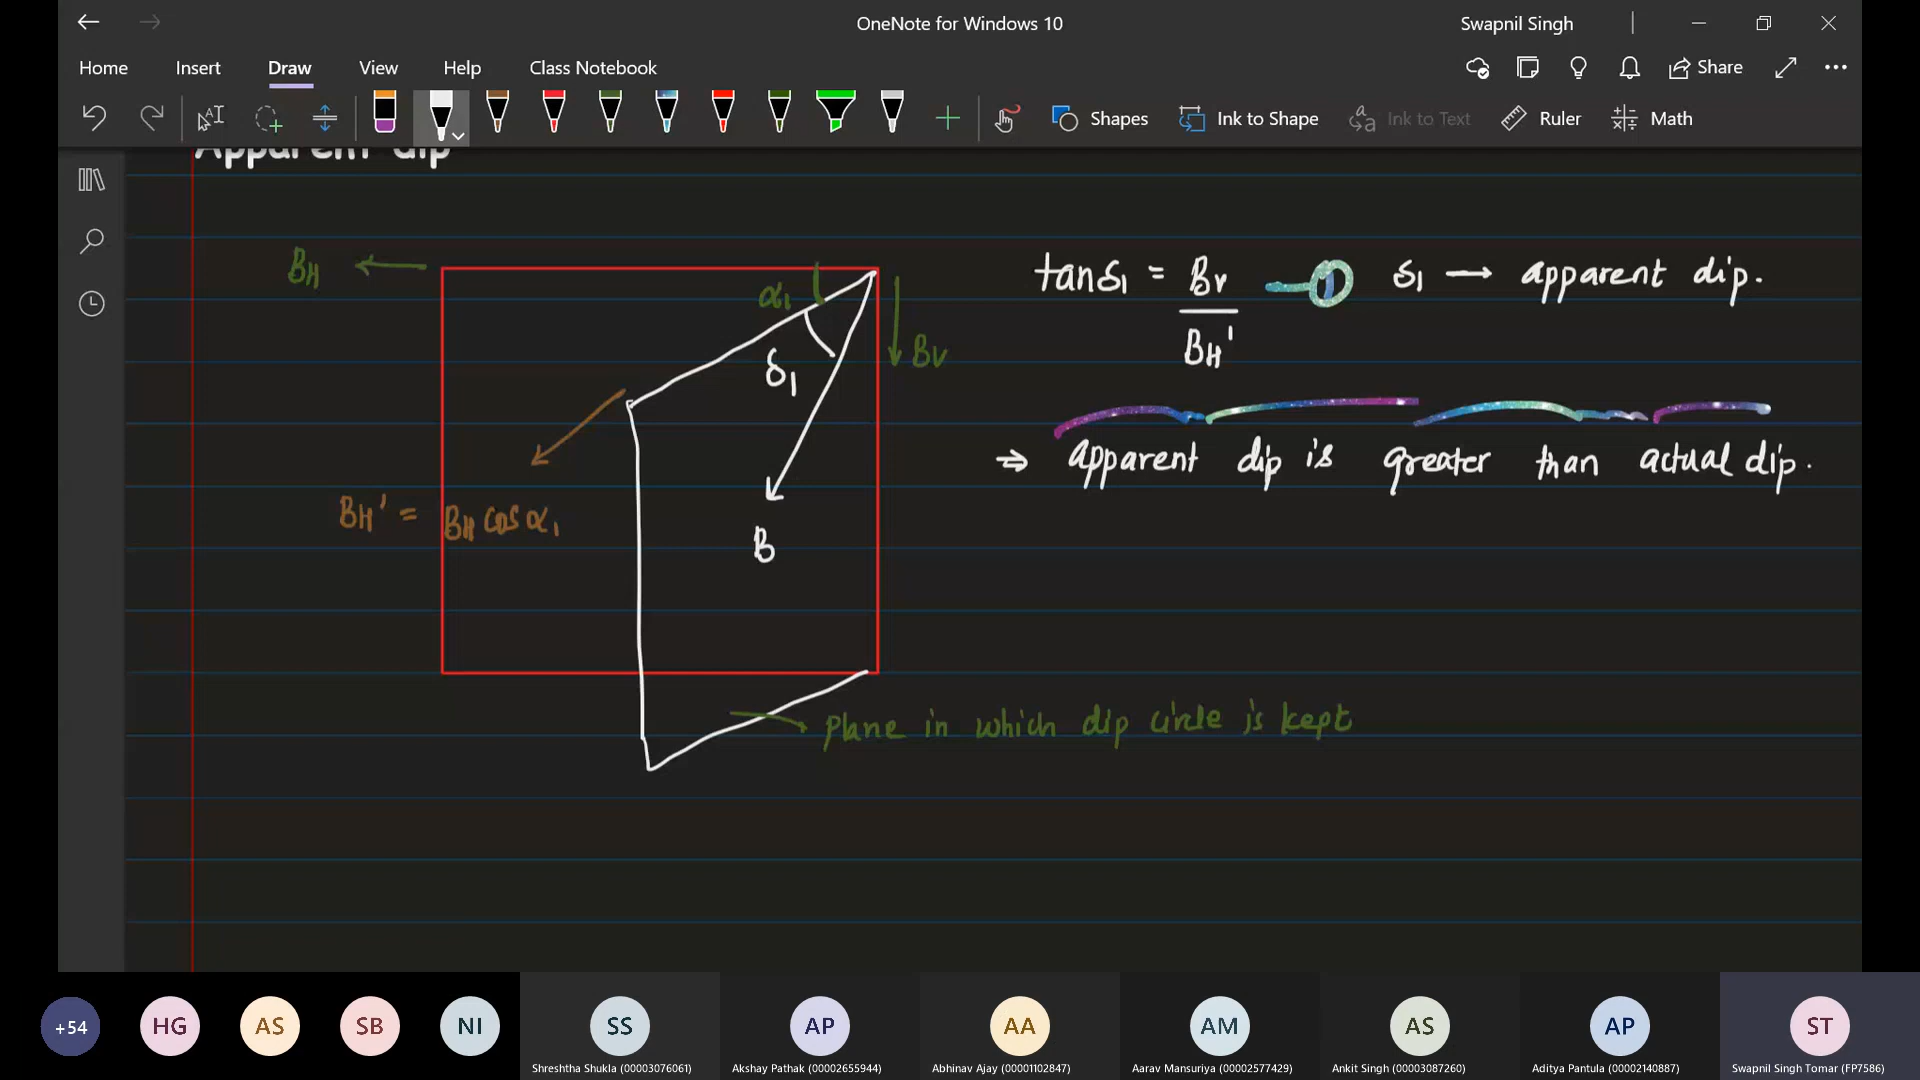 OneNote for Windows 10
Swapnil Singh
Home Insert Draw View Help Class Notebook
Share
Shapes Ink to Shape Ink to Text Ruler Math
Apparent dip
BH ←
α1
δ1
BV
BH' = BH cos α1
B
→ plane in which dip circle is kept
tanδ1 = BV / BH' —① δ1 → apparent dip.
⇒ apparent dip is greater than actual dip.
+54 HG AS SB NI SS AP AA AM AS AP ST
Shreshtha Shukla (00003076061) Akshay Pathak (00002655944) Abhinav Ajay (00001102847) Aarav Mansuriya (00002577429) Ankit Singh (00003087260) Aditya Pantula (00002140887) Swapnil Singh Tomar (FP7586)